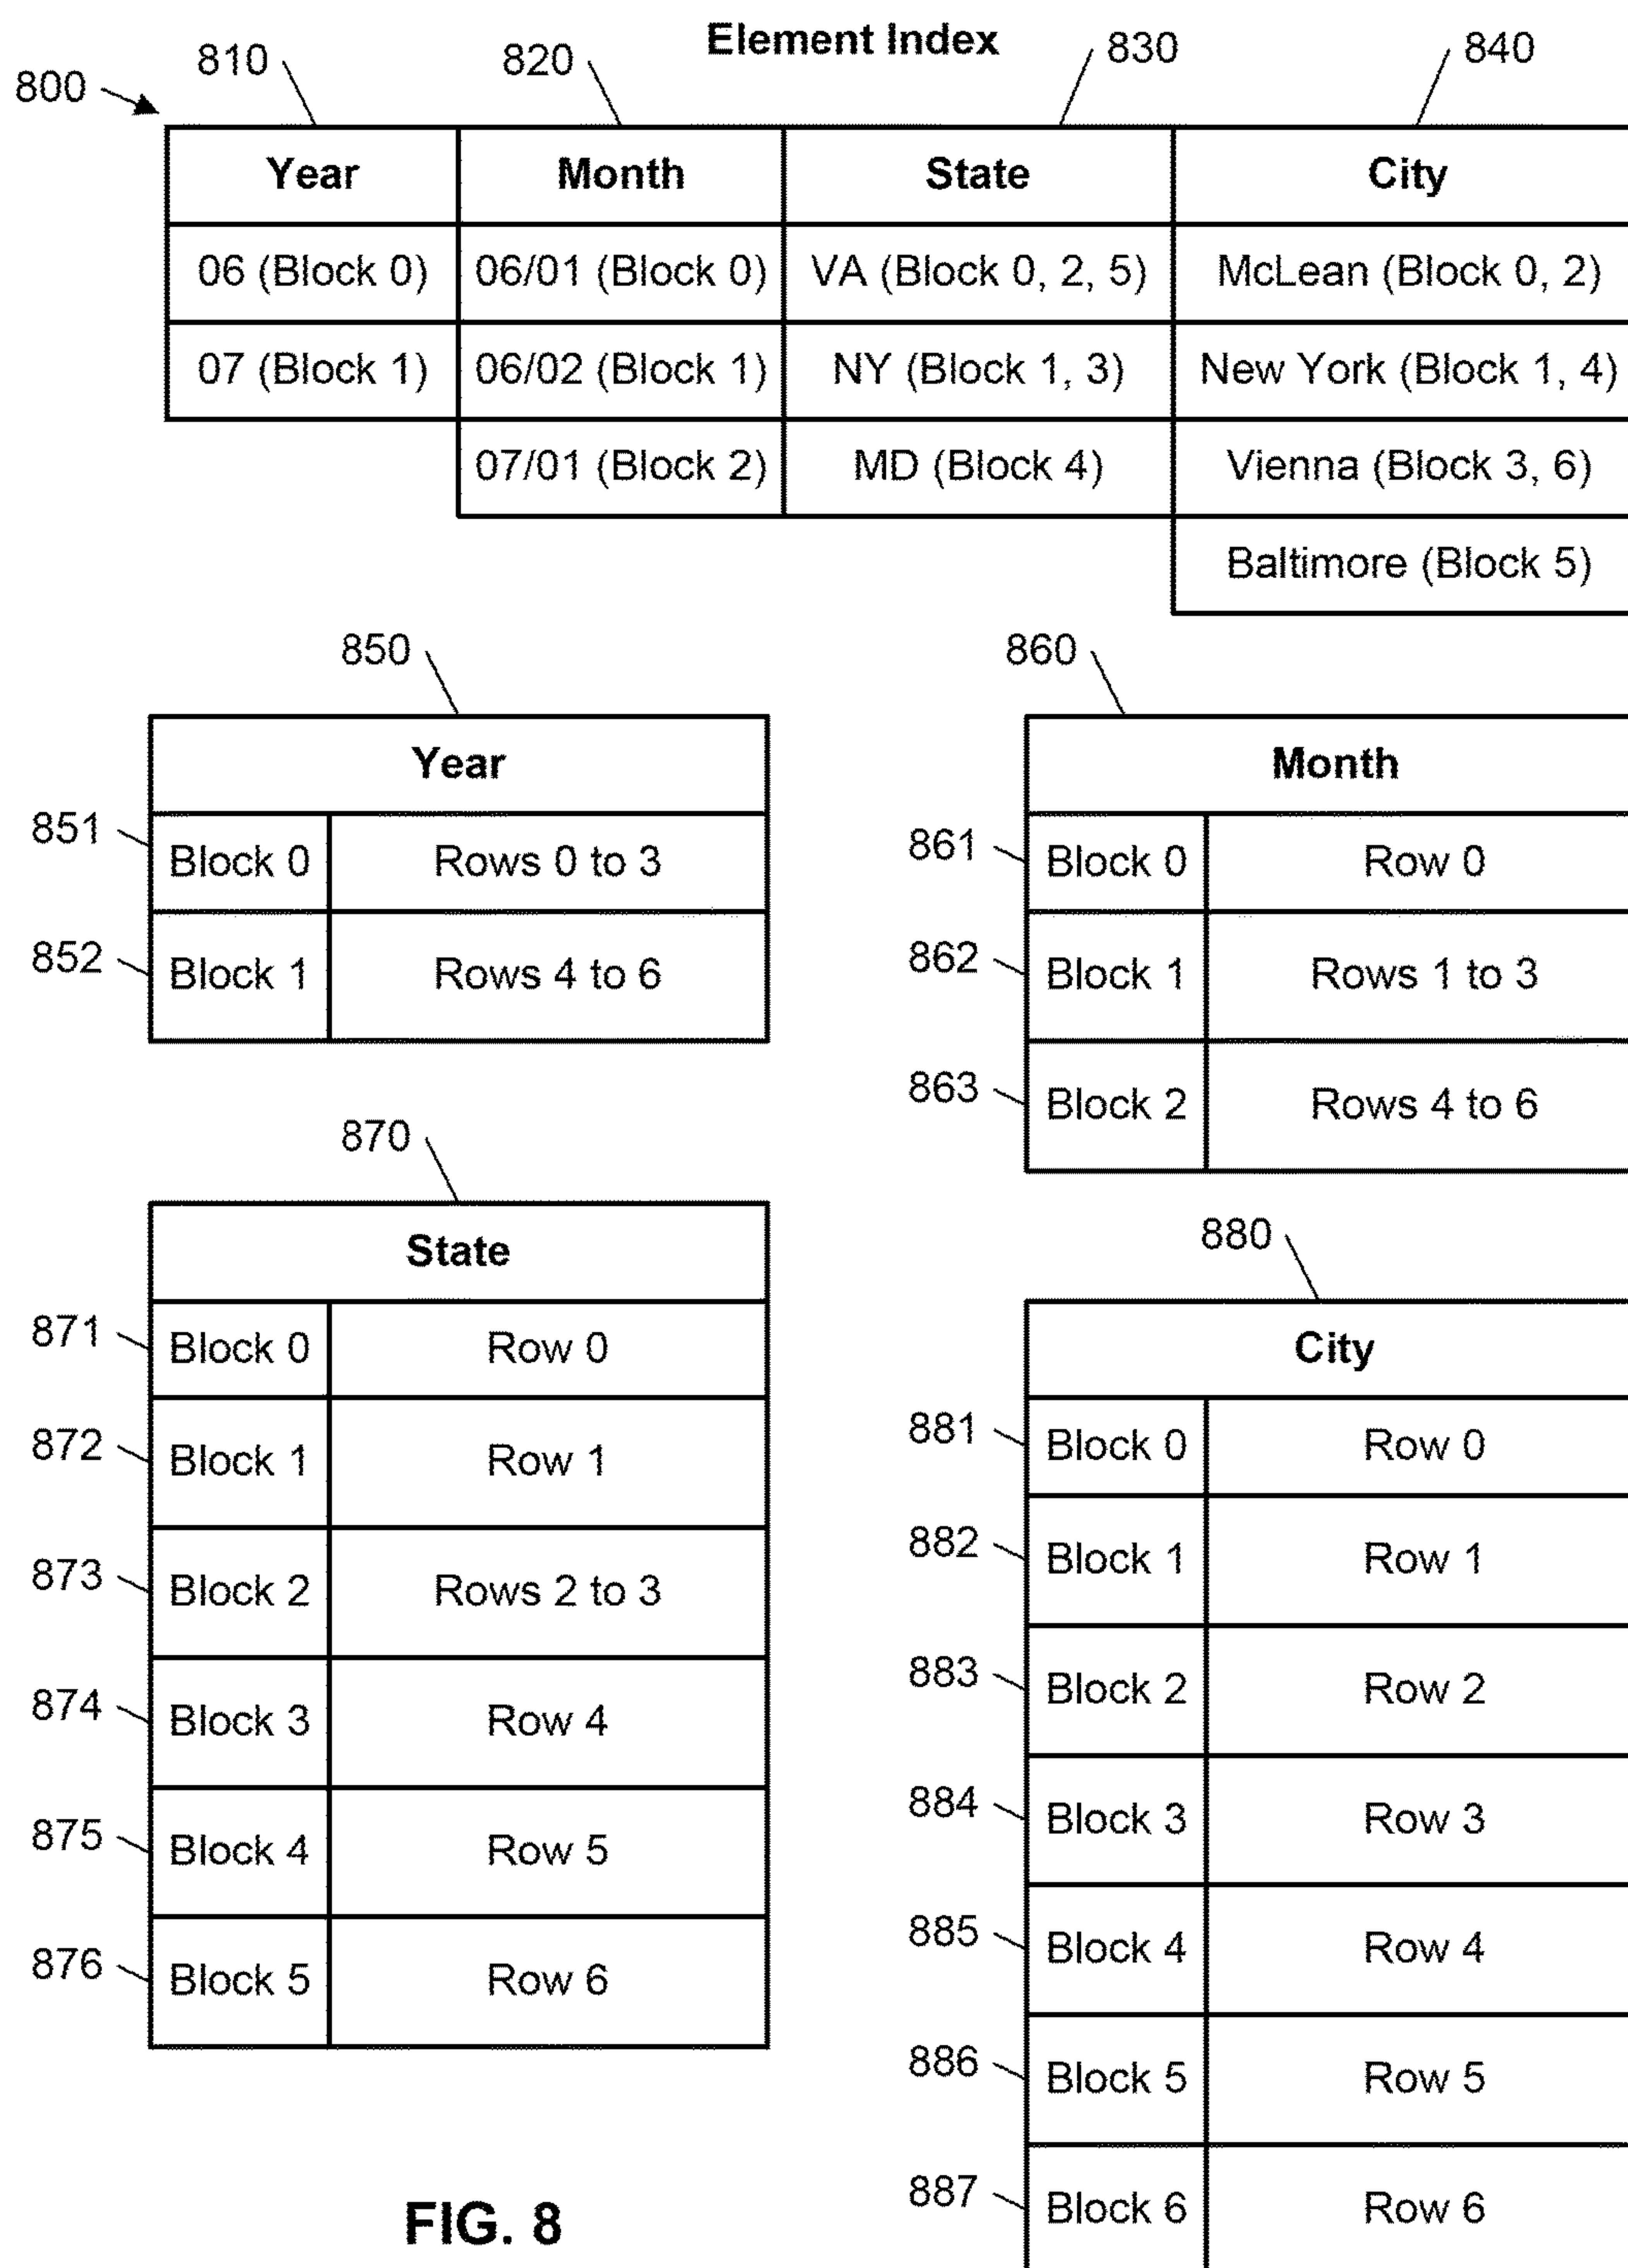 Element Index
800 810 820 830 840
Year Month State City
06 (Block 0) 06/01 (Block 0) VA (Block 0, 2, 5) McLean (Block 0, 2)
07 (Block 1) 06/02 (Block 1) NY (Block 1, 3) New York (Block 1, 4)
07/01 (Block 2) MD (Block 4) Vienna (Block 3, 6)
Baltimore (Block 5)
850
Year
851 Block 0 Rows 0 to 3
852 Block 1 Rows 4 to 6
860
Month
861 Block 0 Row 0
862 Block 1 Rows 1 to 3
863 Block 2 Rows 4 to 6
870
State
871 Block 0 Row 0
872 Block 1 Row 1
873 Block 2 Rows 2 to 3
874 Block 3 Row 4
875 Block 4 Row 5
876 Block 5 Row 6
880
City
881 Block 0 Row 0
882 Block 1 Row 1
883 Block 2 Row 2
884 Block 3 Row 3
885 Block 4 Row 4
886 Block 5 Row 5
887 Block 6 Row 6
FIG. 8